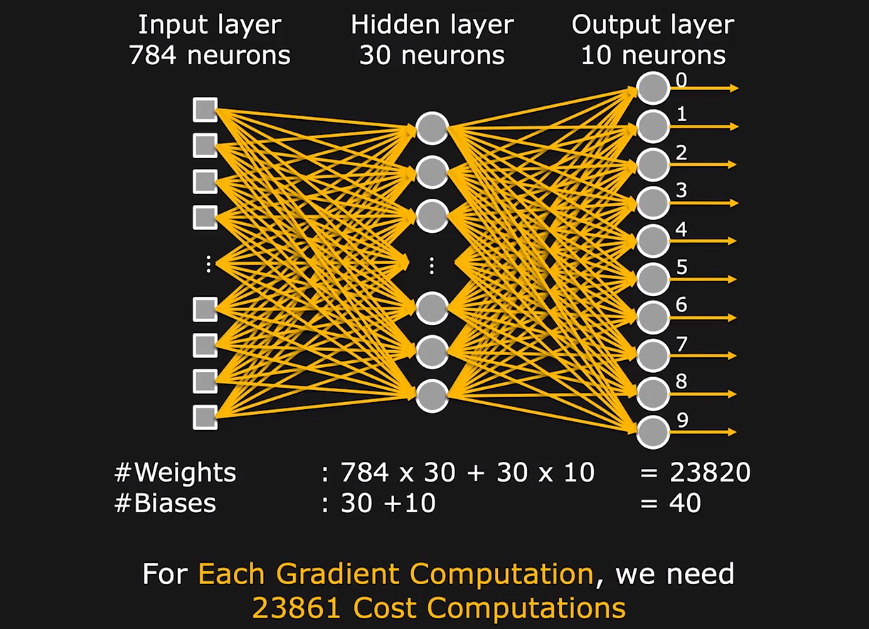 Input layer Hidden layer Output layer
784 neurons 30 neurons 10 neurons
0
1
2
3
4
5
6
7
8
9
#Weights : 784 x 30 + 30 x 10 = 23820
#Biases : 30 +10 = 40
For Each Gradient Computation, we need
23861 Cost Computations